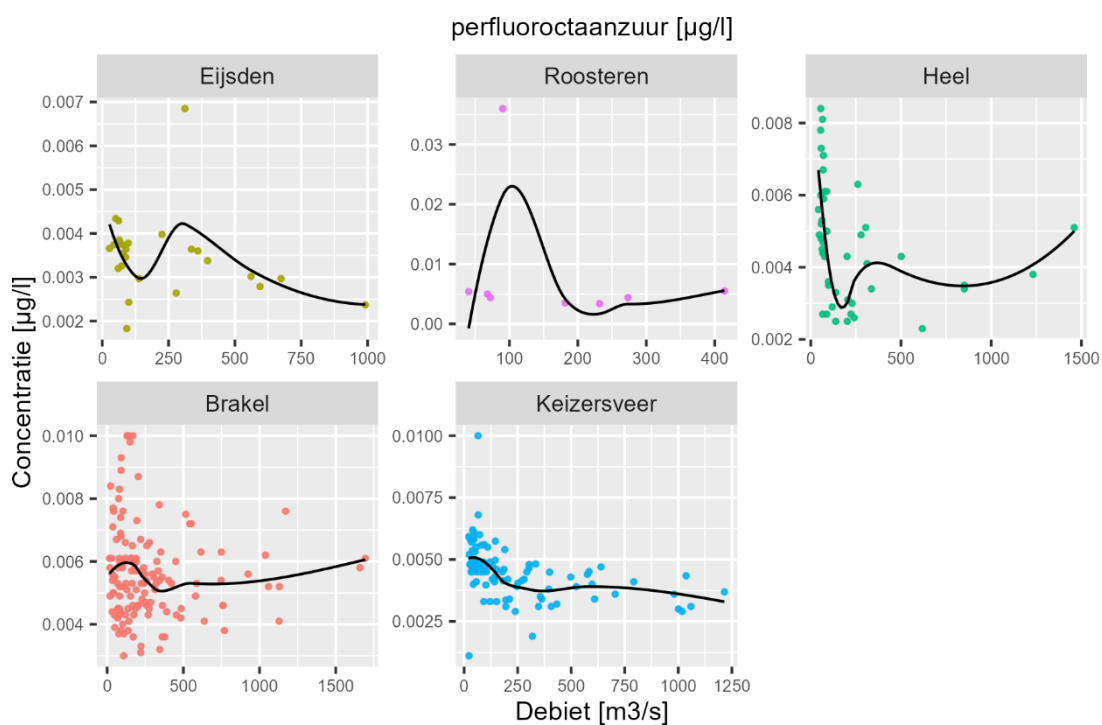 perfluoroctaanzuur [µg/l]
Eijsden
Roosteren
Heel
0.007
0.006
0.005
0.004
0.003
0.002
0 250 500 750 1000
0.03
0.02
0.01
0.00
100 200 300 400
0.008
0.006
0.004
0.002
0 500 1000 1500
Concentratie [µg/l]
Brakel
Keizersveer
0.010
0.008
0.006
0.004
0 500 1000 1500
0.0100
0.0075
0.0050
0.0025
0 250 500 750 1000 1250
Debiet [m3/s]